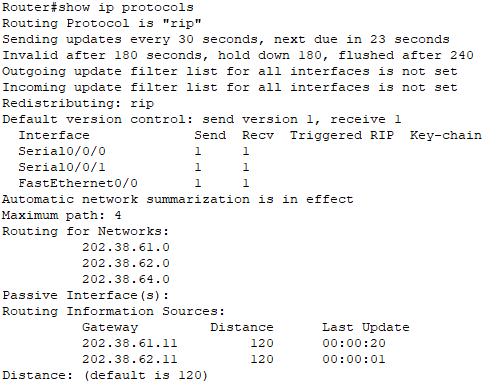 Router#show ip protocols
Routing Protocol is "rip"
Sending updates every 30 seconds, next due in 23 seconds
Invalid after 180 seconds, hold down 180, flushed after 240
Outgoing update filter list for all interfaces is not set
Incoming update filter list for all interfaces is not set
Redistributing: rip
Default version control: send version 1, receive 1
  Interface             Send  Recv  Triggered RIP  Key-chain
  Serial0/0/0           1     1
  Serial0/0/1           1     1
  FastEthernet0/0       1     1
Automatic network summarization is in effect
Maximum path: 4
Routing for Networks:
          202.38.61.0
          202.38.62.0
          202.38.64.0
Passive Interface(s):
Routing Information Sources:
          Gateway         Distance      Last Update
          202.38.61.11         120      00:00:20
          202.38.62.11         120      00:00:01
Distance: (default is 120)